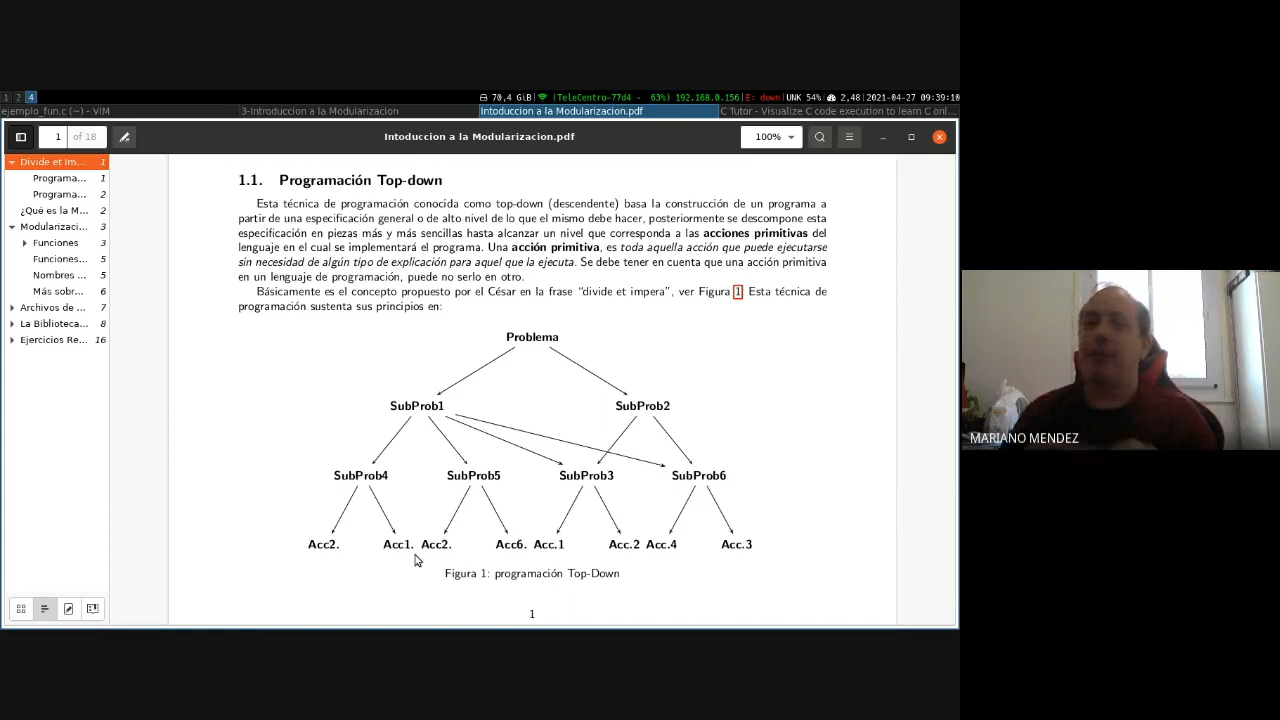 1 2 4
70,4 GiB| (TeleCentro-77d4 - 63%) 192.168.0.156|E: down|UNK 54%| 2,48|2021-04-27 09:39:10
ejemplo_fun.c (~) - VIM 3-Introduccion a la Modularizacion Intoduccion a la Modularizacion.pdf C Tutor - Visualize C code execution to learn C onl...
1 of 18 Intoduccion a la Modularizacion.pdf 100%
Divide et Im... 1
Programa... 1
Programa... 2
¿Qué es la M... 2
Modularizaci... 3
Funciones 3
Funciones... 5
Nombres ... 5
Más sobr... 6
Archivos de ... 7
La Biblioteca... 8
Ejercicios Re... 16
1.1. Programación Top-down
Esta técnica de programación conocida como top-down (descendente) basa la construcción de un programa a
partir de una especificación general o de alto nivel de lo que el mismo debe hacer, posteriormente se descompone esta
especificación en piezas más y más sencillas hasta alcanzar un nivel que corresponda a las acciones primitivas del
lenguaje en el cual se implementará el programa. Una acción primitiva, es toda aquella acción que puede ejecutarse
sin necesidad de algún tipo de explicación para aquel que la ejecuta. Se debe tener en cuenta que una acción primitiva
en un lenguaje de programación, puede no serlo en otro.
Básicamente es el concepto propuesto por el César en la frase “divide et impera”, ver Figura 1. Esta técnica de
programación sustenta sus principios en:
Problema
SubProb1 SubProb2
SubProb4 SubProb5 SubProb3 SubProb6
Acc2. Acc1. Acc2. Acc6. Acc.1 Acc.2 Acc.4 Acc.3
Figura 1: programación Top-Down
1
MARIANO MENDEZ